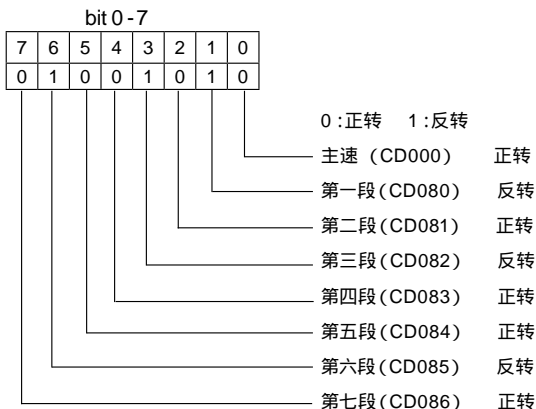 bit 0-7
7 6 5 4 3 2 1 0
0 1 0 0 1 0 1 0
0:正转 1:反转
主速 (CD000) 正转
第一段(CD080) 反转
第二段(CD081) 正转
第三段(CD082) 反转
第四段(CD083) 正转
第五段(CD084) 正转
第六段(CD085) 反转
第七段(CD086) 正转